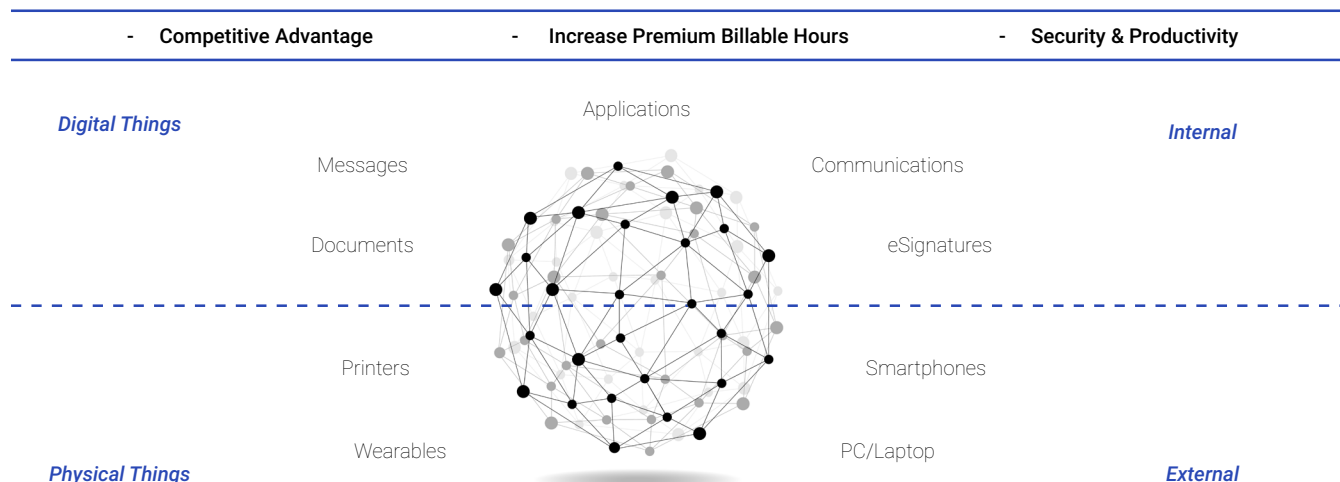 - Competitive Advantage - Increase Premium Billable Hours - Security & Productivity
Applications
Digital Things
Internal
Messages
Communications
Documents
eSignatures
Printers
Smartphones
Wearables
PC/Laptop
Physical Things
External